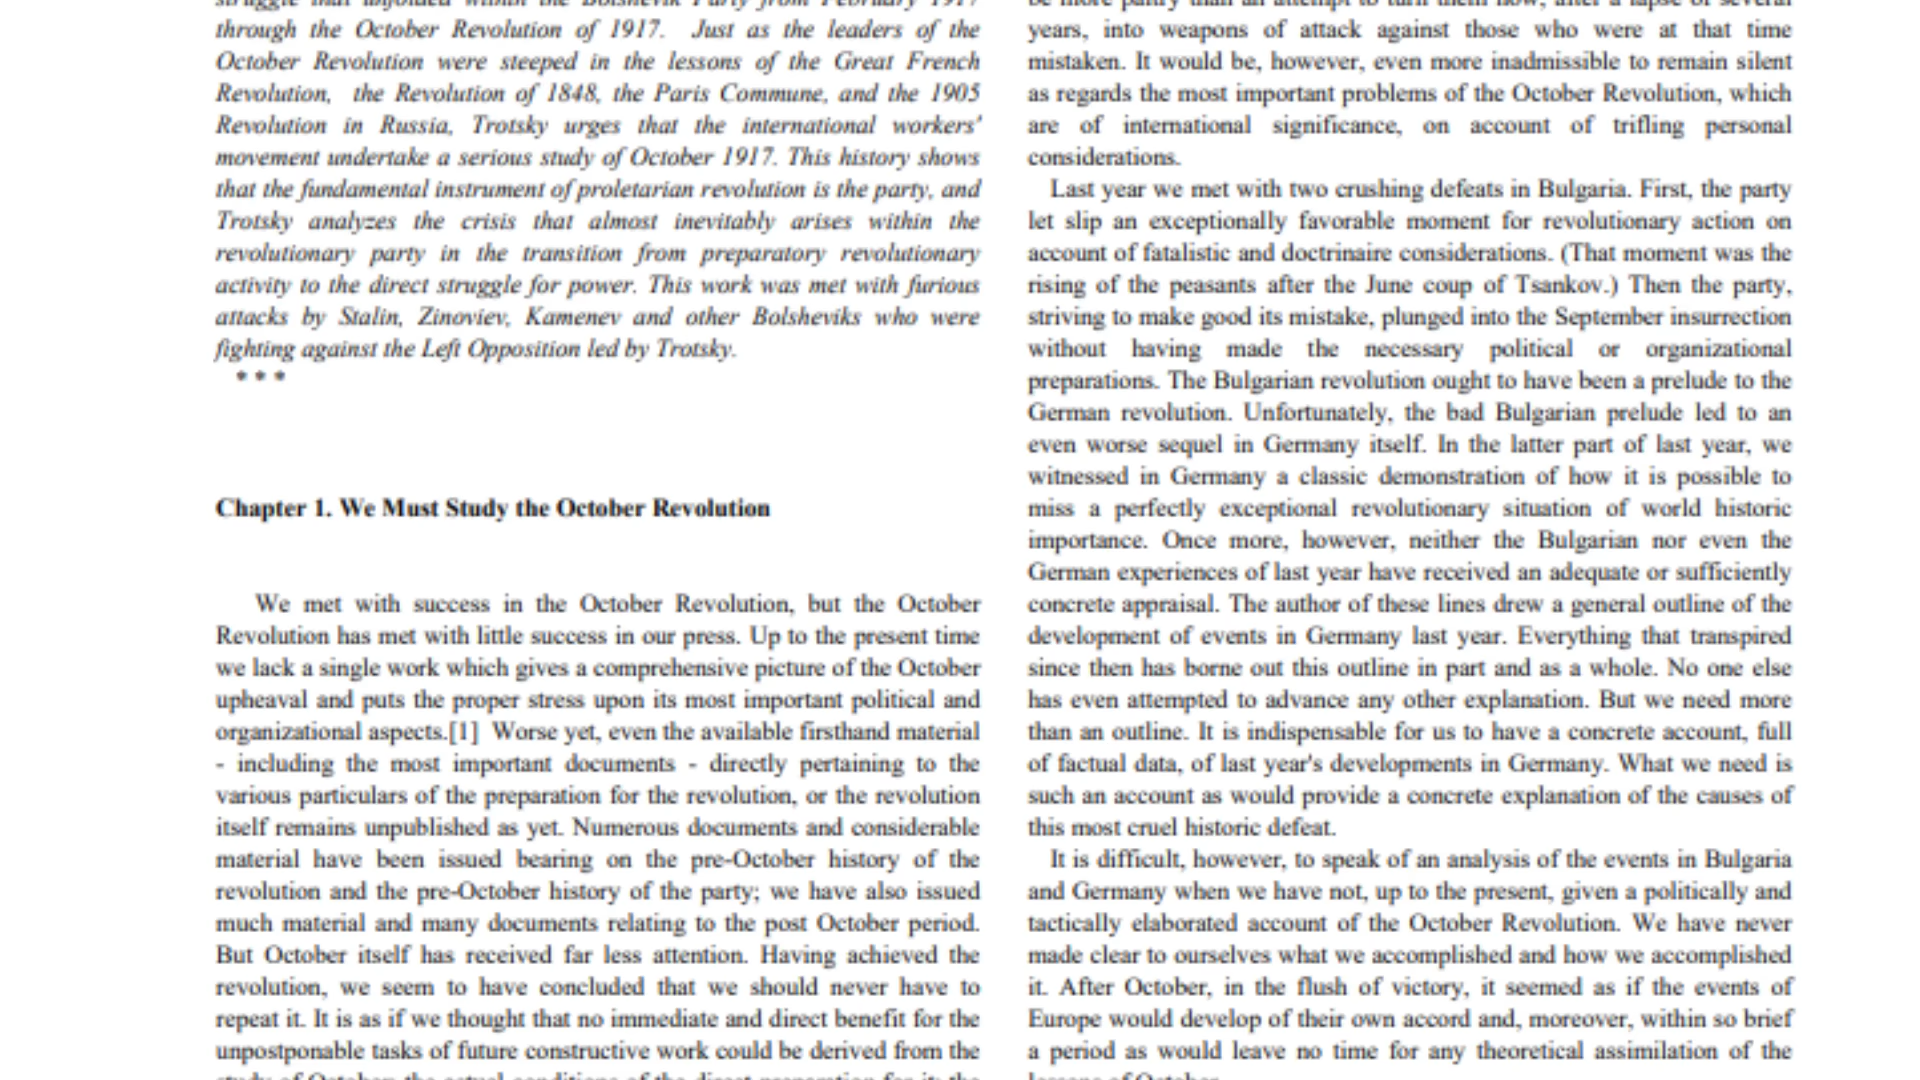 through the October Revolution of 1917. Just as the leaders of the
October Revolution were steeped in the lessons of the Great French
Revolution, the Revolution of 1848, the Paris Commune, and the 1905
Revolution in Russia, Trotsky urges that the international workers'
movement undertake a serious study of October 1917. This history shows
that the fundamental instrument of proletarian revolution is the party, and
Trotsky analyzes the crisis that almost inevitably arises within the
revolutionary party in the transition from preparatory revolutionary
activity to the direct struggle for power. This work was met with furious
attacks by Stalin, Zinoviev, Kamenev and other Bolsheviks who were
fighting against the Left Opposition led by Trotsky.
* * *
Chapter 1. We Must Study the October Revolution
We met with success in the October Revolution, but the October
Revolution has met with little success in our press. Up to the present time
we lack a single work which gives a comprehensive picture of the October
upheaval and puts the proper stress upon its most important political and
organizational aspects.[1] Worse yet, even the available firsthand material
- including the most important documents - directly pertaining to the
various particulars of the preparation for the revolution, or the revolution
itself remains unpublished as yet. Numerous documents and considerable
material have been issued bearing on the pre-October history of the
revolution and the pre-October history of the party; we have also issued
much material and many documents relating to the post October period.
But October itself has received far less attention. Having achieved the
revolution, we seem to have concluded that we should never have to
repeat it. It is as if we thought that no immediate and direct benefit for the
unpostponable tasks of future constructive work could be derived from the
years, into weapons of attack against those who were at that time
mistaken. It would be, however, even more inadmissible to remain silent
as regards the most important problems of the October Revolution, which
are of international significance, on account of trifling personal
considerations.
Last year we met with two crushing defeats in Bulgaria. First, the party
let slip an exceptionally favorable moment for revolutionary action on
account of fatalistic and doctrinaire considerations. (That moment was the
rising of the peasants after the June coup of Tsankov.) Then the party,
striving to make good its mistake, plunged into the September insurrection
without having made the necessary political or organizational
preparations. The Bulgarian revolution ought to have been a prelude to the
German revolution. Unfortunately, the bad Bulgarian prelude led to an
even worse sequel in Germany itself. In the latter part of last year, we
witnessed in Germany a classic demonstration of how it is possible to
miss a perfectly exceptional revolutionary situation of world historic
importance. Once more, however, neither the Bulgarian nor even the
German experiences of last year have received an adequate or sufficiently
concrete appraisal. The author of these lines drew a general outline of the
development of events in Germany last year. Everything that transpired
since then has borne out this outline in part and as a whole. No one else
has even attempted to advance any other explanation. But we need more
than an outline. It is indispensable for us to have a concrete account, full
of factual data, of last year's developments in Germany. What we need is
such an account as would provide a concrete explanation of the causes of
this most cruel historic defeat.
It is difficult, however, to speak of an analysis of the events in Bulgaria
and Germany when we have not, up to the present, given a politically and
tactically elaborated account of the October Revolution. We have never
made clear to ourselves what we accomplished and how we accomplished
it. After October, in the flush of victory, it seemed as if the events of
Europe would develop of their own accord and, moreover, within so brief
a period as would leave no time for any theoretical assimilation of the